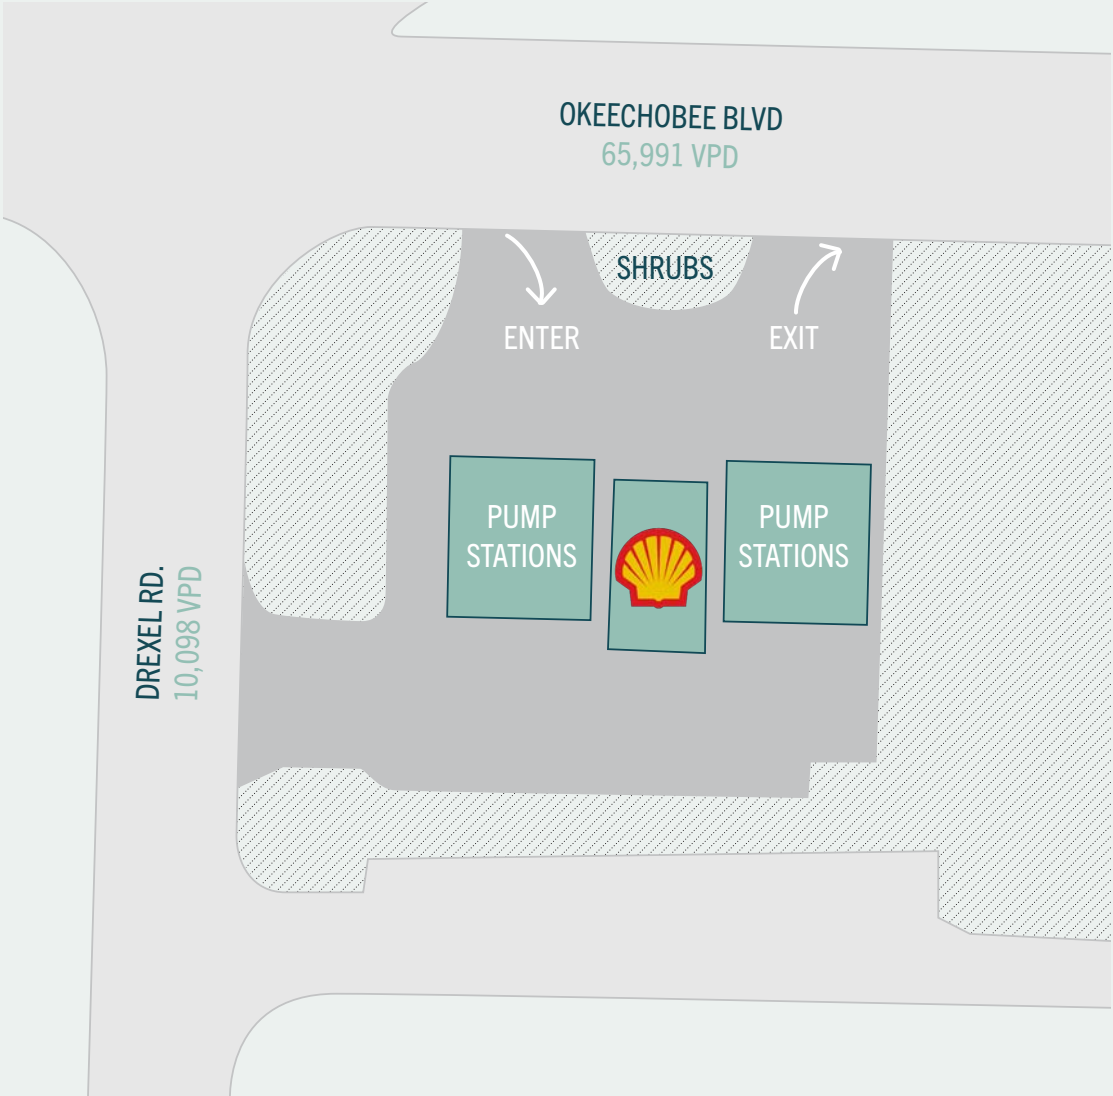 OKEECHOBEE BLVD
65,991 VPD
SHRUBS
ENTER
EXIT
PUMP
STATIONS
PUMP
STATIONS
DREXEL RD.
10,098 VPD